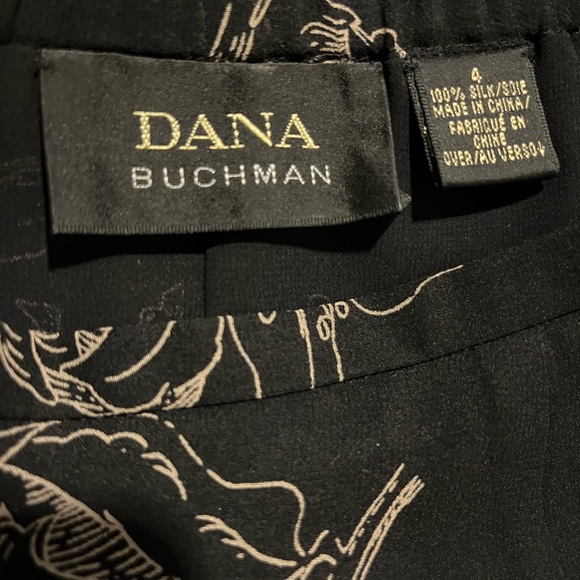 DANA
BUCHMAN
4
100% SILK/SOIE
MADE IN CHINA/
FABRIQUÉ EN
CHINE
OVER/AU VERSO↓